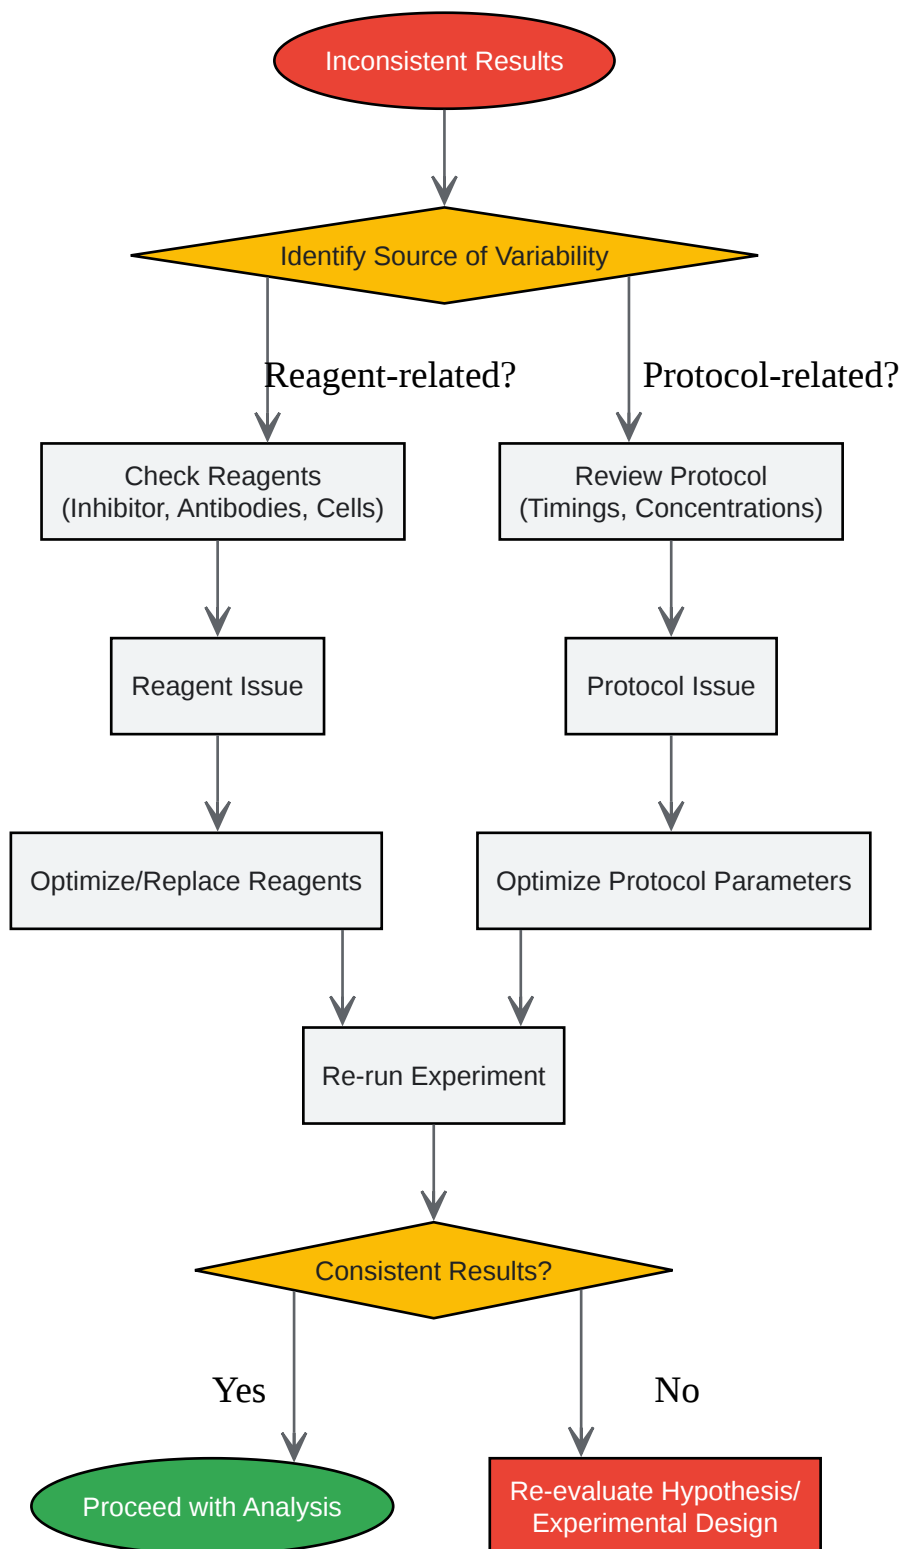 Inconsistent Results
Identify Source of Variability
Reagent-related?
Protocol-related?
Check Reagents
(Inhibitor, Antibodies, Cells)
Review Protocol
(Timings, Concentrations)
Reagent Issue
Protocol Issue
Optimize/Replace Reagents
Optimize Protocol Parameters
Re-run Experiment
Consistent Results?
Yes
No
Proceed with Analysis
Re-evaluate Hypothesis/
Experimental Design